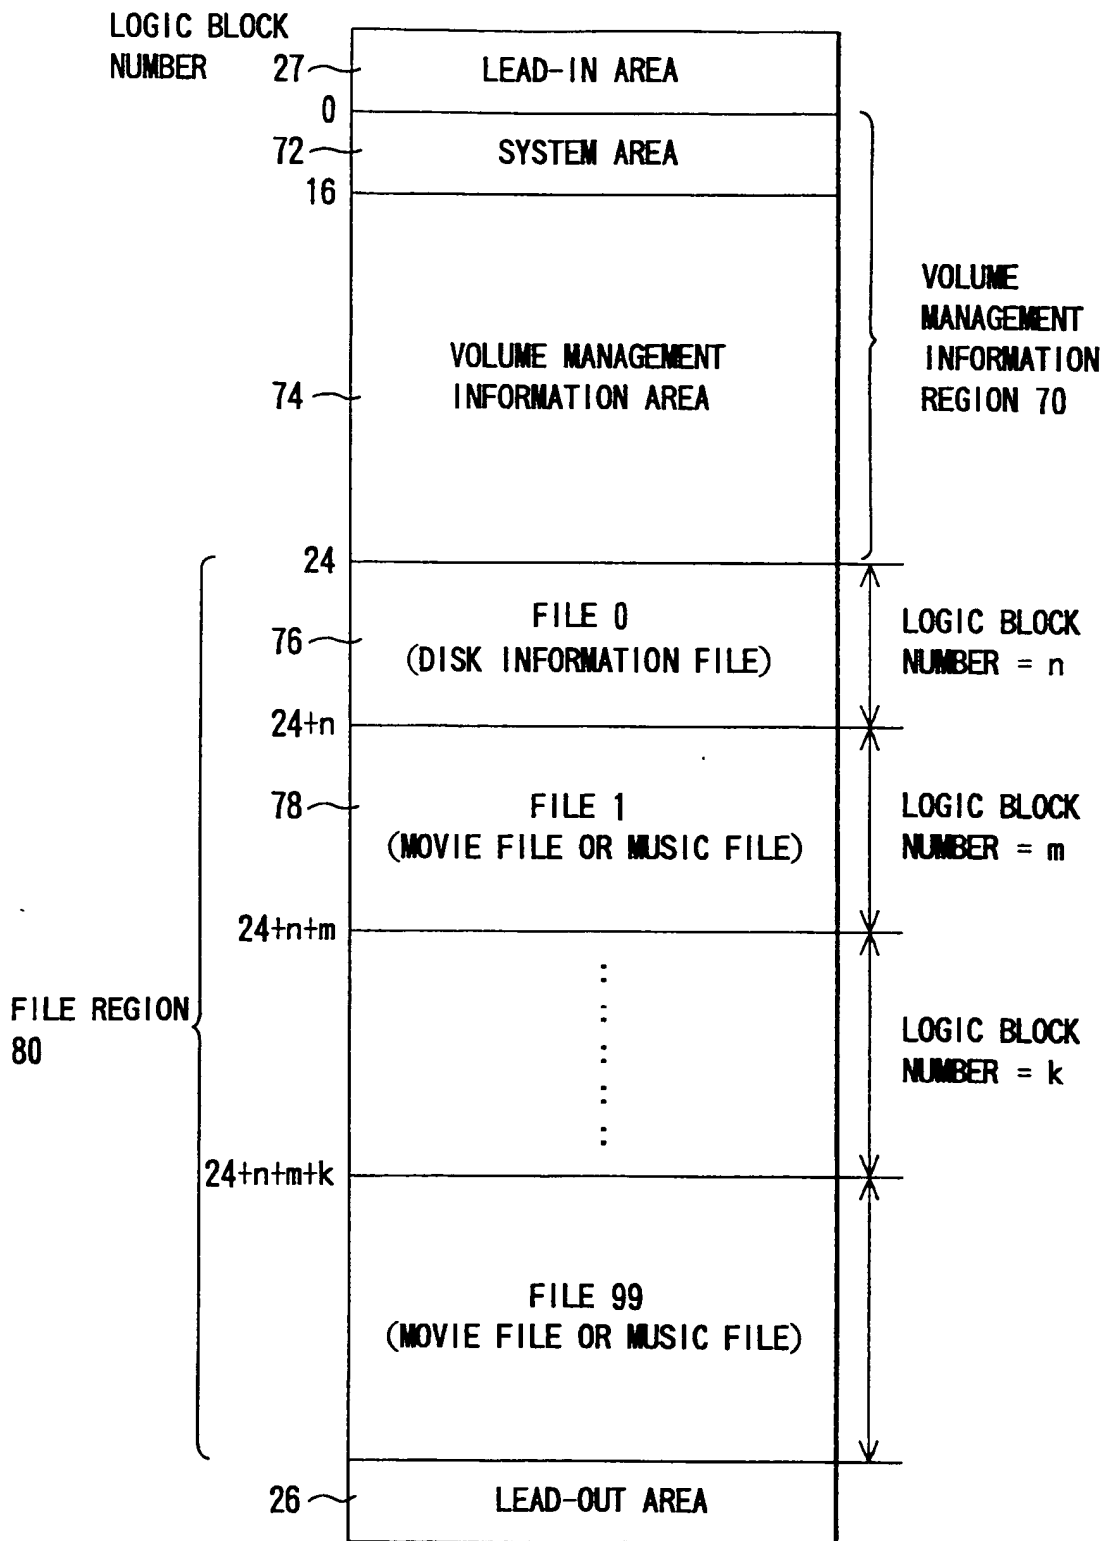 LOGIC BLOCK
NUMBER
27
LEAD-IN AREA
0
72
SYSTEM AREA
16
VOLUME
MANAGEMENT
INFORMATION
REGION 70
VOLUME MANAGEMENT
74
INFORMATION AREA
24
FILE 0
76
(DISK INFORMATION FILE)
LOGIC BLOCK
NUMBER = n
24+n
78
FILE 1
(MOVIE FILE OR MUSIC FILE)
LOGIC BLOCK
NUMBER = m
24+n+m
FILE REGION
80
LOGIC BLOCK
NUMBER = k
24+n+m+k
FILE 99
(MOVIE FILE OR MUSIC FILE)
26
LEAD-OUT AREA